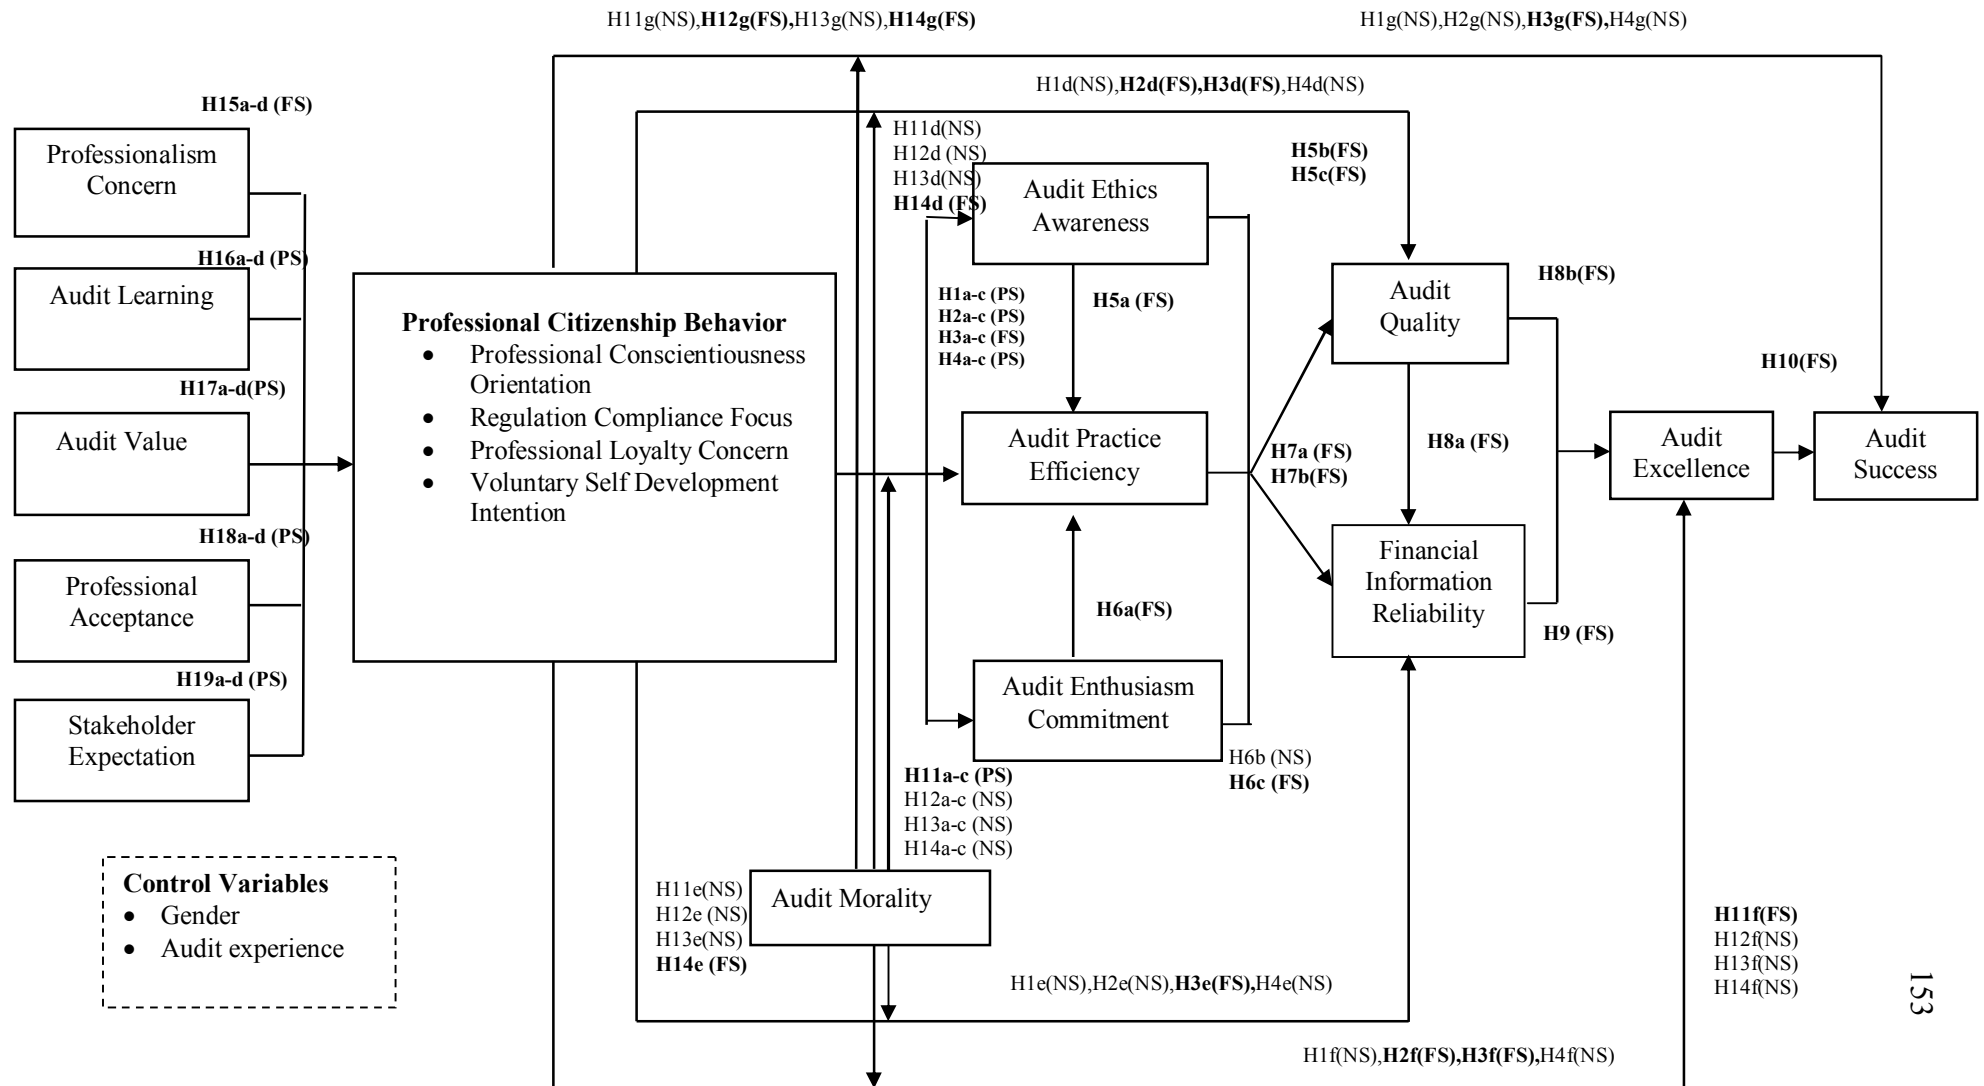 H11g(NS),H12g(FS),H13g(NS),H14g(FS)
H1g(NS),H2g(NS),H3g(FS),H4g(NS)
H1d(NS),H2d(FS),H3d(FS),H4d(NS)
H15a-d (FS)
Professionalism
Concern
H16a-d (PS)
Audit Learning
H17a-d(PS)
Audit Value
H18a-d (PS)
Professional
Acceptance
H19a-d (PS)
Stakeholder
Expectation
Professional Citizenship Behavior
• Professional Conscientiousness
Orientation
• Regulation Compliance Focus
• Professional Loyalty Concern
• Voluntary Self Development
Intention
H11d(NS)
H12d (NS)
H13d(NS)
H14d (FS)
Audit Ethics
Awareness
H1a-c (PS)
H2a-c (PS)
H3a-c (FS)
H4a-c (PS)
H5a (FS)
Audit Practice
Efficiency
H6a(FS)
Audit Enthusiasm
Commitment
H6b (NS)
H6c (FS)
H5b(FS)
H5c(FS)
Audit
Quality
H7a (FS)
H7b(FS)
H8a (FS)
Financial
Information
Reliability
H8b(FS)
H9 (FS)
Audit
Excellence
H10(FS)
Audit
Success
H11a-c (PS)
H12a-c (NS)
H13a-c (NS)
H14a-c (NS)
Audit Morality
H11e(NS)
H12e (NS)
H13e(NS)
H14e (FS)
Control Variables
• Gender
• Audit experience
H1e(NS),H2e(NS),H3e(FS),H4e(NS)
H11f(FS)
H12f(NS)
H13f(NS)
H14f(NS)
H1f(NS),H2f(FS),H3f(FS),H4f(NS)
153